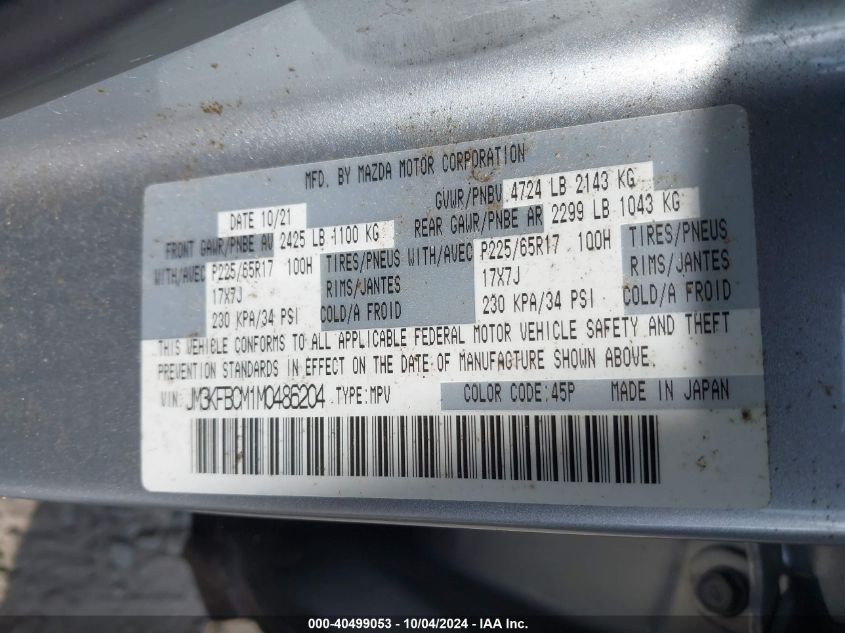 MFD. BY MAZDA MOTOR CORPORATION
DATE 10/21 GVWR/PNBV 4724 LB 2143 KG
FRONT GAWR/PNBE AV 2425 LB 1100 KG REAR GAWR/PNBE AR 2299 LB 1043 KG
WITH/AVEC P225/65R17 100H TIRES/PNEUS WITH/AVEC P225/65R17 100H TIRES/PNEUS
17X7J RIMS/JANTES 17X7J RIMS/JANTES
230 KPA/34 PSI COLD/A FROID 230 KPA/34 PSI COLD/A FROID
THIS VEHICLE CONFORMS TO ALL APPLICABLE FEDERAL MOTOR VEHICLE SAFETY AND THEFT
PREVENTION STANDARDS IN EFFECT ON THE DATE OF MANUFACTURE SHOWN ABOVE.
VIN: JM3KFBCM1M0486204 TYPE:MPV COLOR CODE:45P MADE IN JAPAN
000-40499053 - 10/04/2024 - IAA Inc.